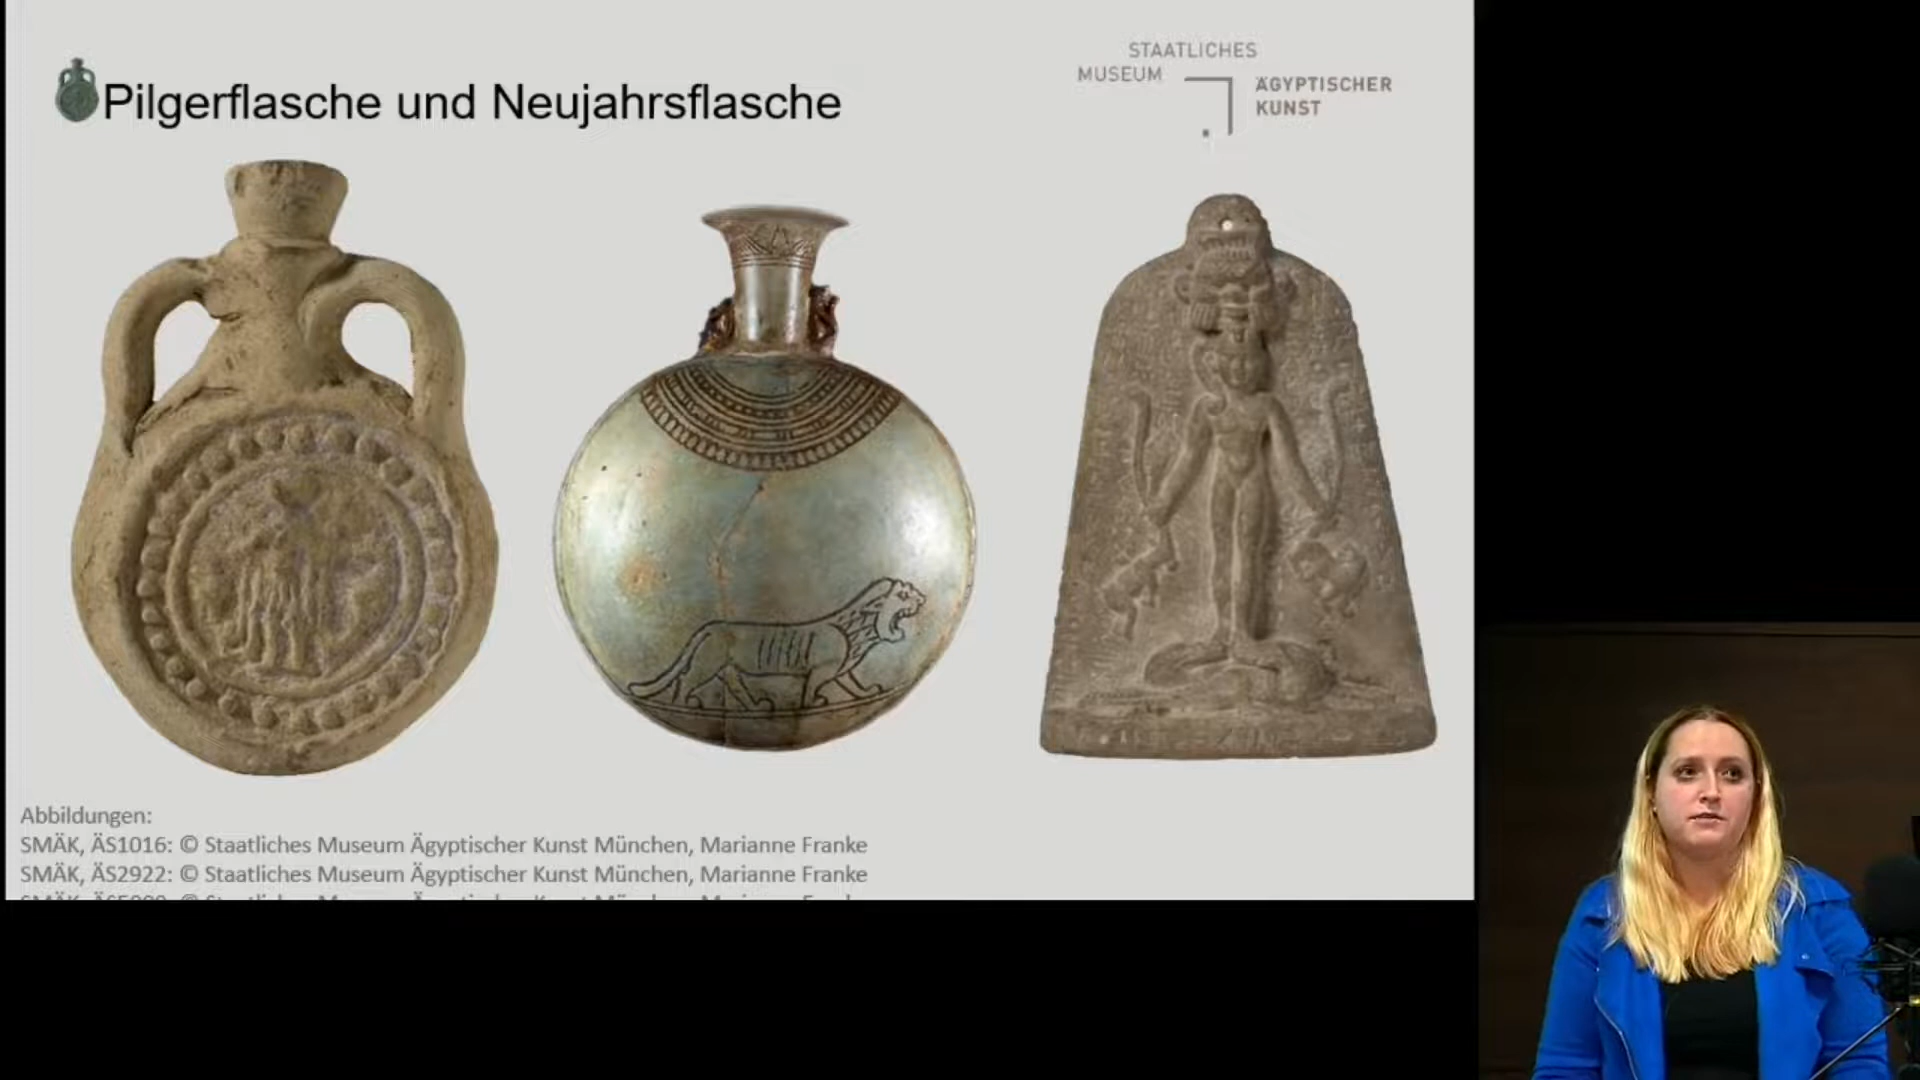 Pilgerflasche und Neujahrsflasche
STAATLICHES
MUSEUM
ÄGYPTISCHER
KUNST
Abbildungen:
SMÄK, ÄS1016: © Staatliches Museum Ägyptischer Kunst München, Marianne Franke
SMÄK, ÄS2922: © Staatliches Museum Ägyptischer Kunst München, Marianne Franke